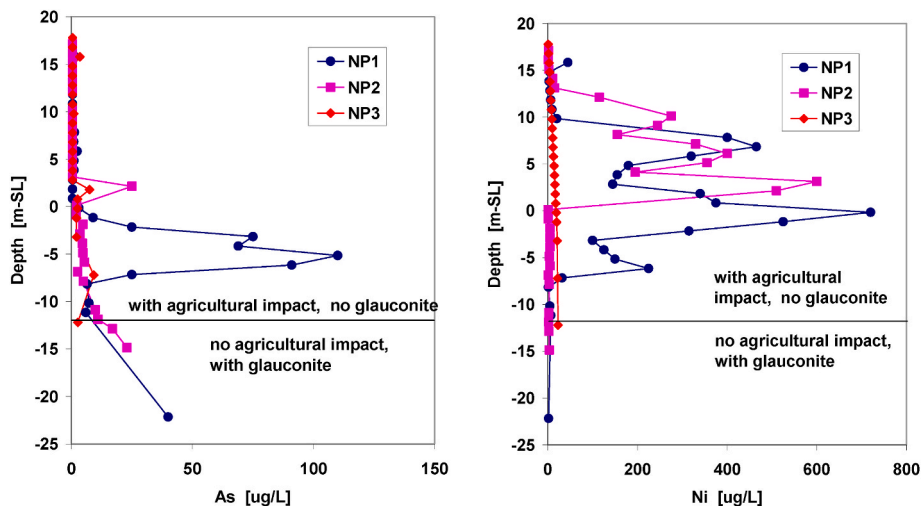 20
15
10
5
0
-5
-10
-15
-20
-25
Depth [m-SL]
NP1
NP2
NP3
with agricultural impact, no glauconite
no agricultural impact,
with glauconite
0
50
100
150
As [ug/L]
20
15
10
5
0
-5
-10
-15
-20
-25
Depth [m-SL]
NP1
NP2
NP3
with agricultural
impact, no glauconite
no agricultural impact,
with glauconite
0
200
400
600
800
Ni [ug/L]